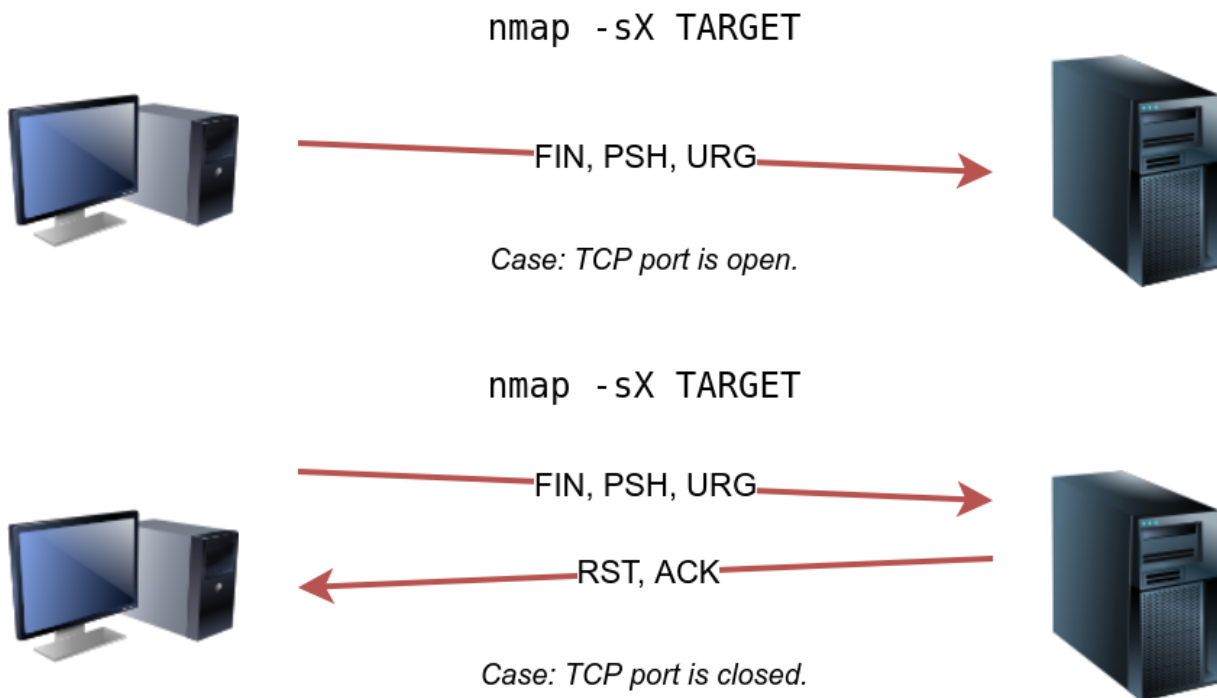 nmap -sX TARGET
FIN, PSH, URG
Case: TCP port is open.
nmap -sX TARGET
FIN, PSH, URG
RST, ACK
Case: TCP port is closed.